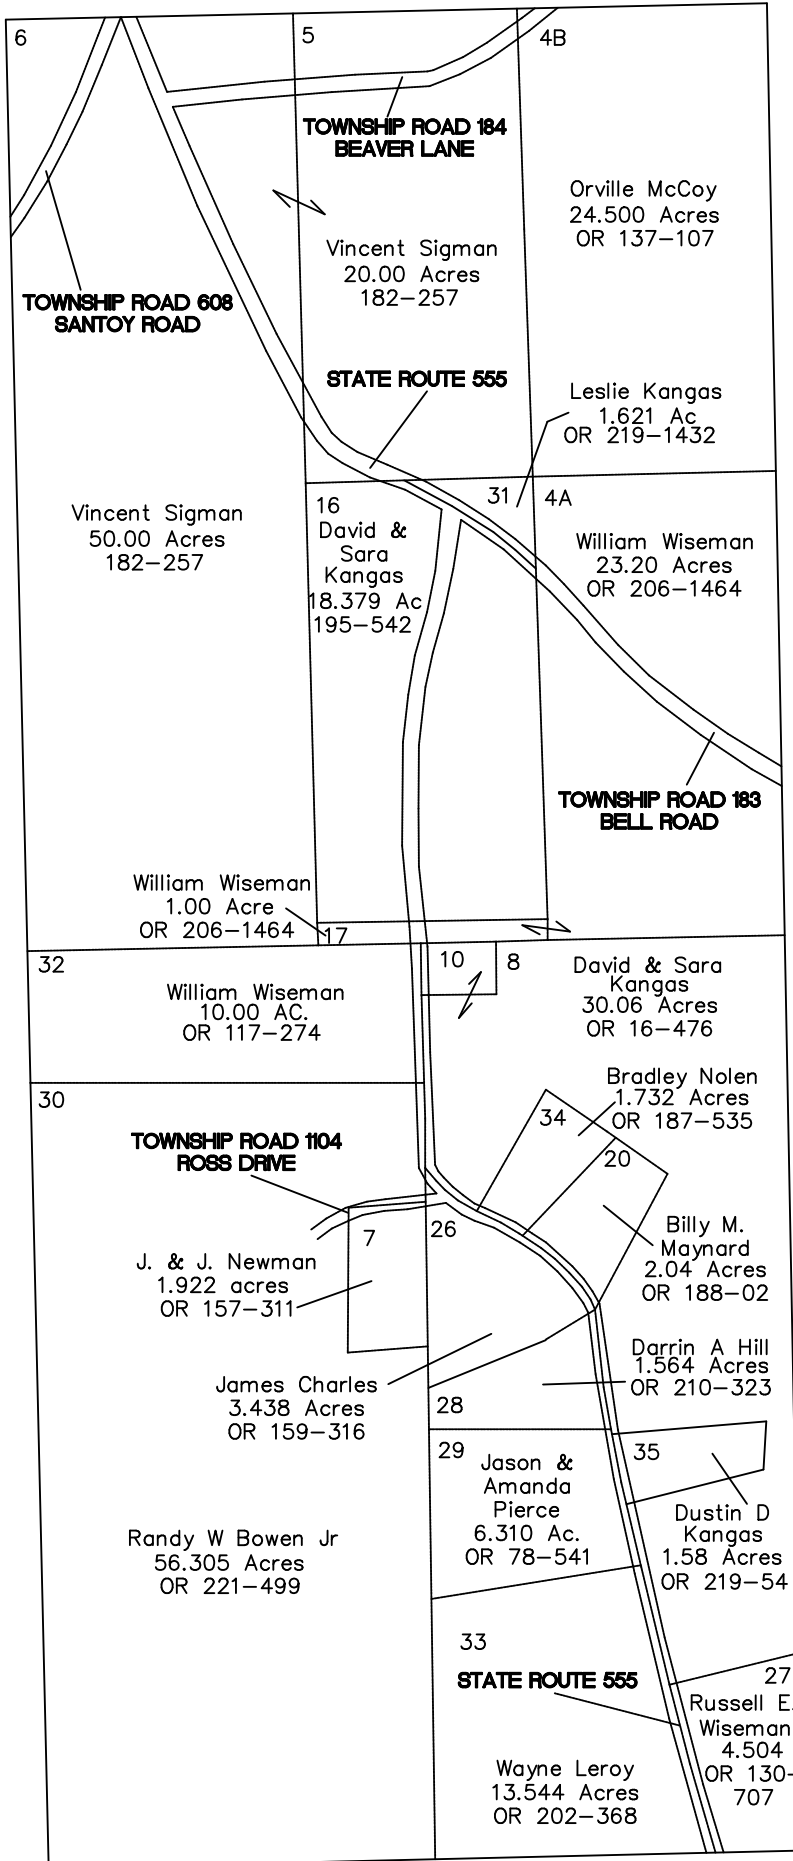 6
5
4B
TOWNSHIP ROAD 184
BEAVER LANE
Orville McCoy
24.500 Acres
OR 137-107
Vincent Sigman
20.00 Acres
182-257
TOWNSHIP ROAD 608
SANTOY ROAD
STATE ROUTE 555
Leslie Kangas
1.621 Ac
OR 219-1432
31
4A
16
David &
Sara
Kangas
18.379 Ac
195-542
Vincent Sigman
50.00 Acres
182-257
William Wiseman
23.20 Acres
OR 206-1464
TOWNSHIP ROAD 183
BELL ROAD
William Wiseman
1.00 Acre
OR 206-1464
17
32
10
8
David & Sara
Kangas
30.06 Acres
OR 16-476
William Wiseman
10.00 AC.
OR 117-274
30
Bradley Nolen
1.732 Acres
OR 187-535
34
20
TOWNSHIP ROAD 1104
ROSS DRIVE
7
26
Billy M.
Maynard
2.04 Acres
OR 188-02
J. & J. Newman
1.922 acres
OR 157-311
Darrin A Hill
1.564 Acres
OR 210-323
James Charles
3.438 Acres
OR 159-316
28
29
Jason &
Amanda
Pierce
6.310 Ac.
OR 78-541
35
Dustin D
Kangas
1.58 Acres
OR 219-54
Randy W Bowen Jr
56.305 Acres
OR 221-499
33
STATE ROUTE 555
27
Russell E.
Wiseman
4.504
OR 130-
707
Wayne Leroy
13.544 Acres
OR 202-368